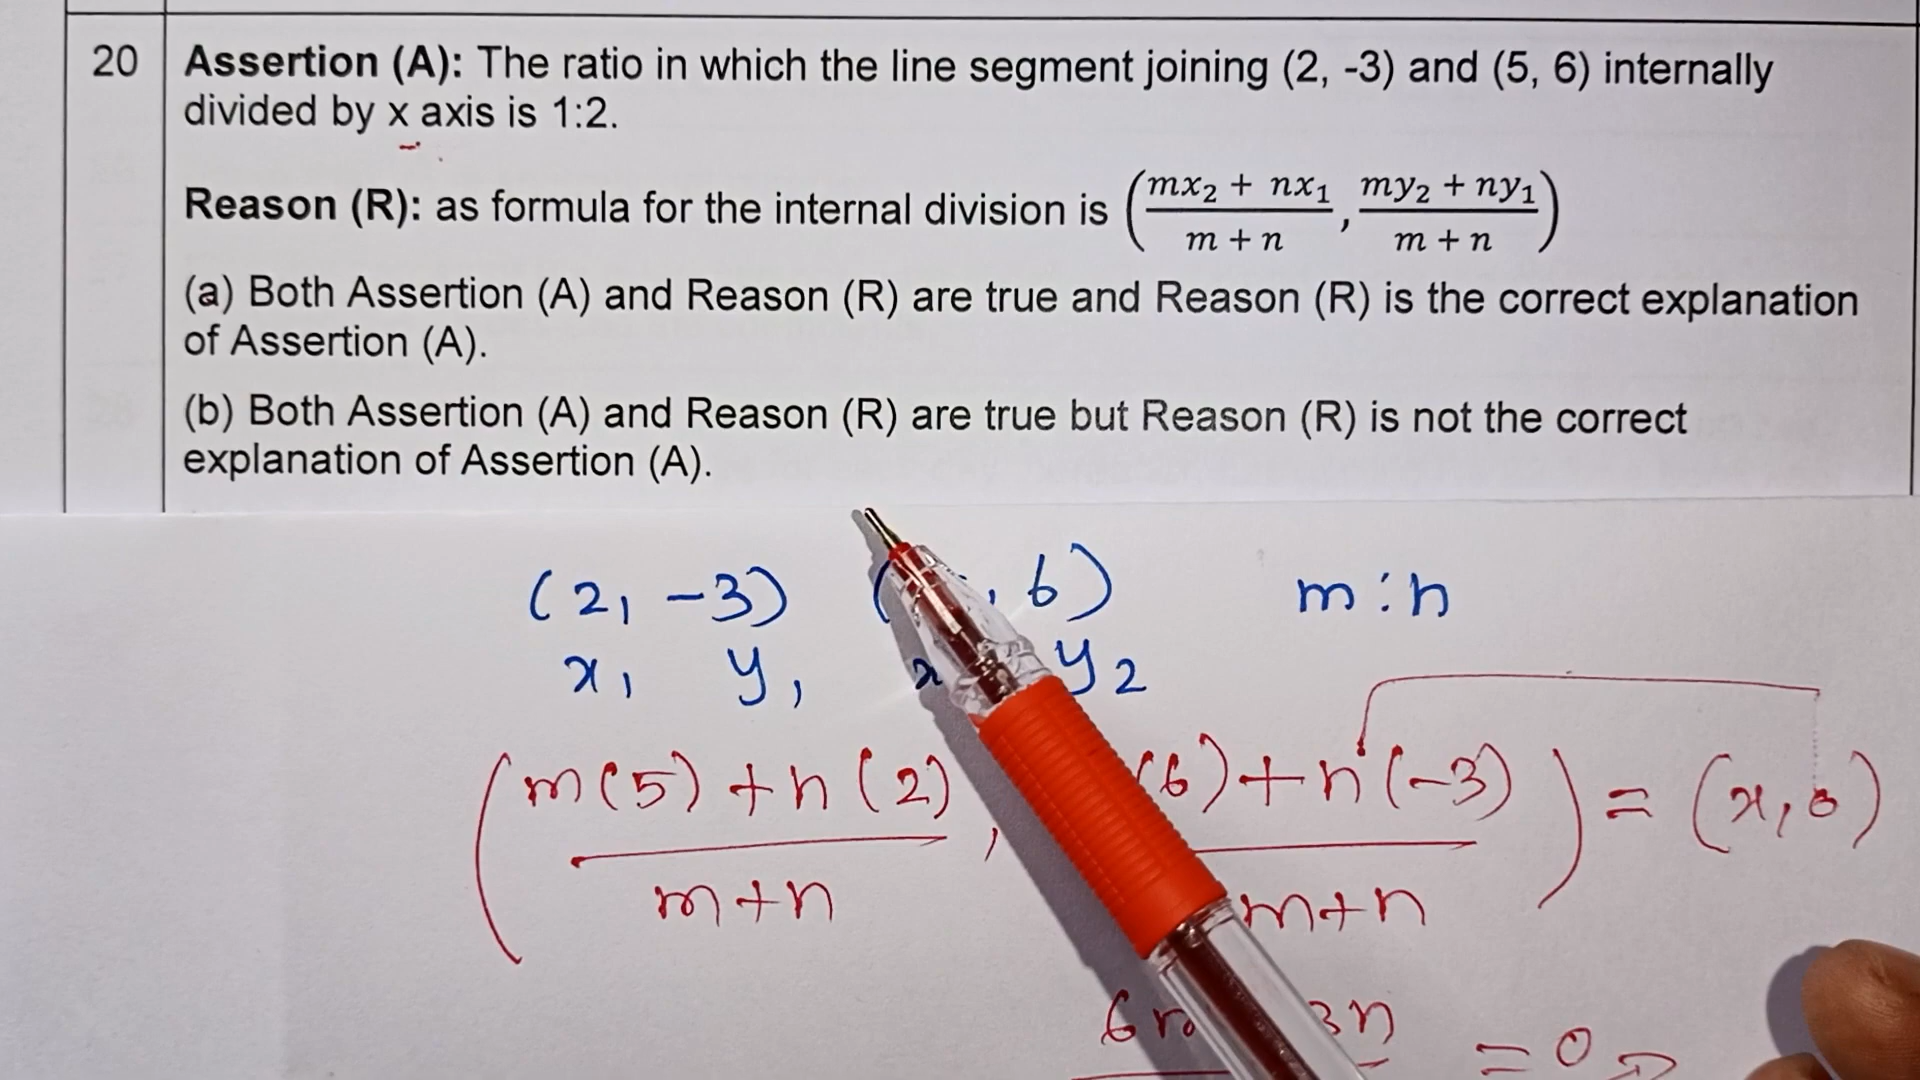 20 Assertion (A): The ratio in which the line segment joining (2, -3) and (5, 6) internally
divided by x axis is 1:2.
Reason (R): as formula for the internal division is (mx₂ + nx₁ / m + n , my₂ + ny₁ / m + n)
(a) Both Assertion (A) and Reason (R) are true and Reason (R) is the correct explanation
of Assertion (A).
(b) Both Assertion (A) and Reason (R) are true but Reason (R) is not the correct
explanation of Assertion (A).
(2, -3) ( , 6) m : n
x₁ y₁ x y₂
(m(5) + n(2) / m+n , (6) + n(-3) / m+n) = (x, 0)
6m 3n = 0